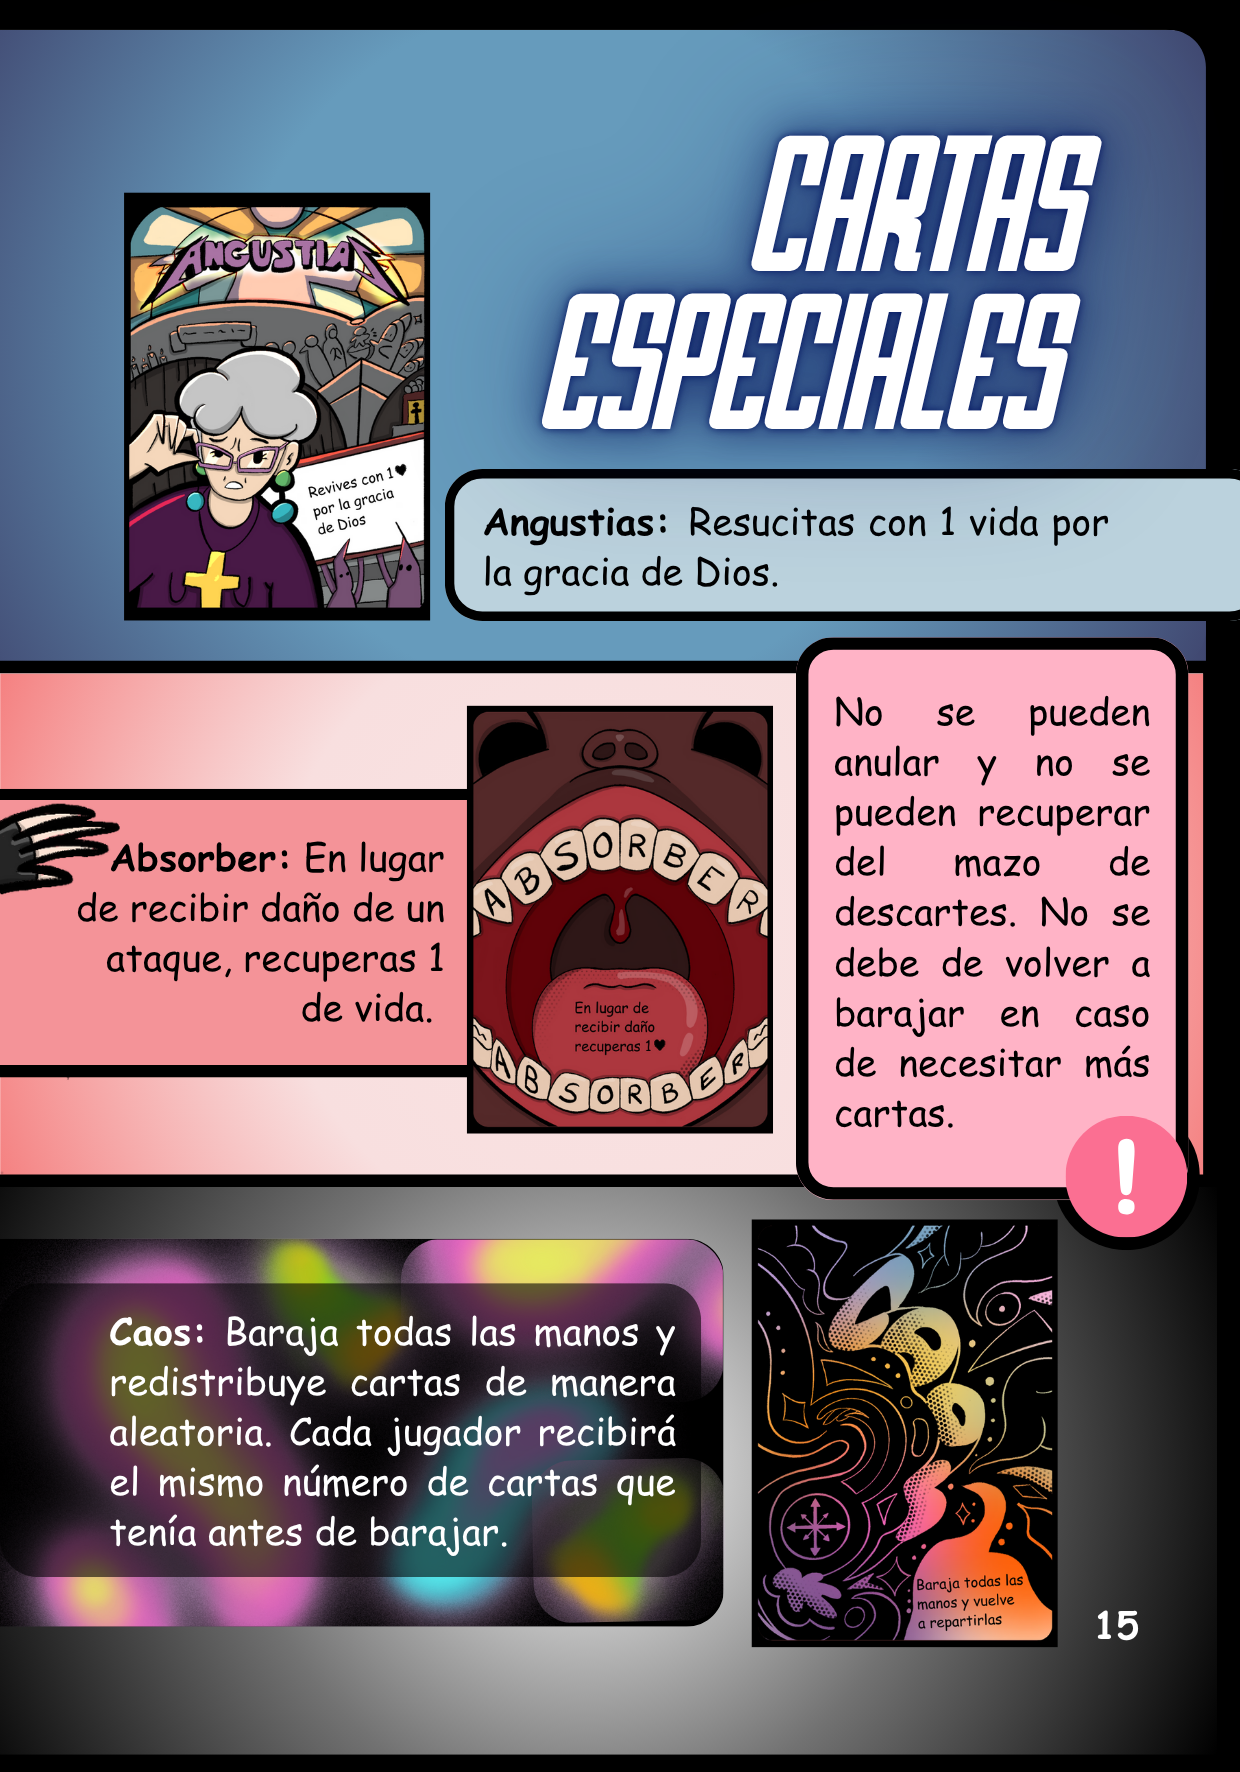 CARTAS
ESPECIALES
ANGUSTIAS
Revives con 1♥
por la gracia
de Dios
Angustias: Resucitas con 1 vida por
la gracia de Dios.
Absorber: En lugar
de recibir daño de un
ataque, recuperas 1
de vida.
ABSORBER
En lugar de
recibir daño
recuperas 1♥
ABSORBER
No se pueden
anular y no se
pueden recuperar
del mazo de
descartes. No se
debe de volver a
barajar en caso
de necesitar más
cartas.
!
Caos: Baraja todas las manos y
redistribuye cartas de manera
aleatoria. Cada jugador recibirá
el mismo número de cartas que
tenía antes de barajar.
CAOS
Baraja todas las
manos y vuelve
a repartirlas
15